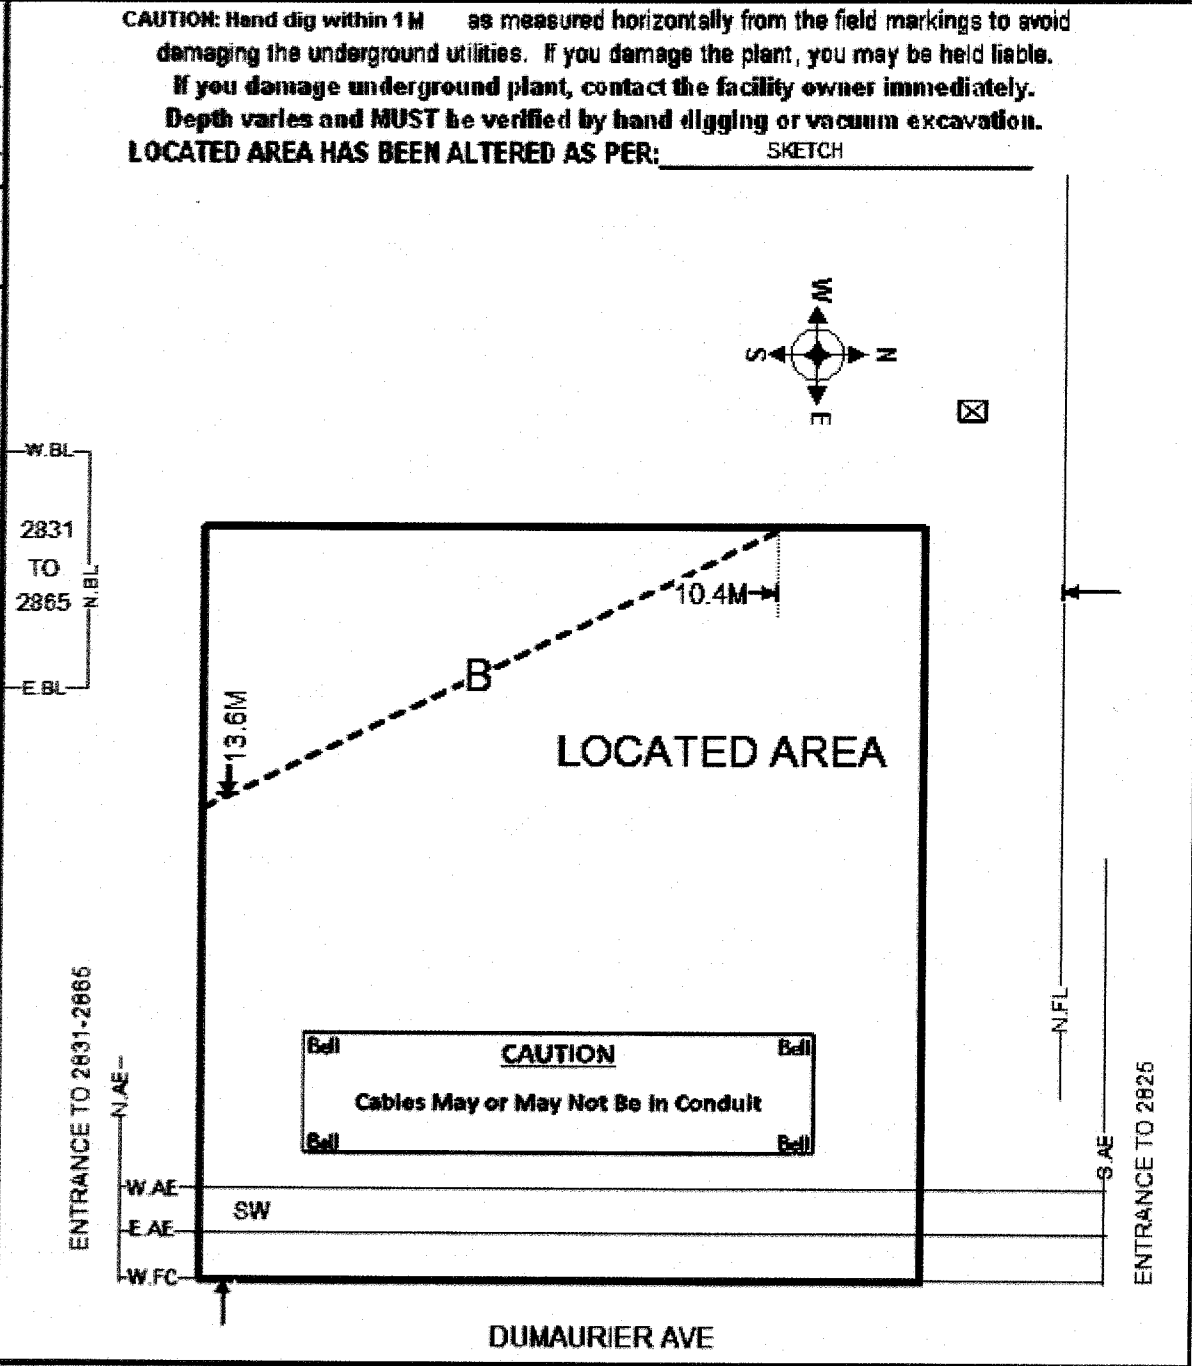 CAUTION: Hand dig within 1 M as measured horizontally from the field markings to avoid
damaging the underground utilities. If you damage the plant, you may be held liable.
If you damage underground plant, contact the facility owner immediately.
Depth varies and MUST be verified by hand digging or vacuum excavation.
LOCATED AREA HAS BEEN ALTERED AS PER: SKETCH
W
S
N
E
W.BL
2831
TO
2865
N.BL
E.BL
10.4M
B
13.6M
LOCATED AREA
N.FL
ENTRANCE TO 2831-2865
N.AE
Bell
CAUTION
Bell
Cables May or May Not Be in Conduit
Bell
Bell
S.AE
ENTRANCE TO 2825
W.AE
SW
E.AE
W.FC
DUMAURIER AVE